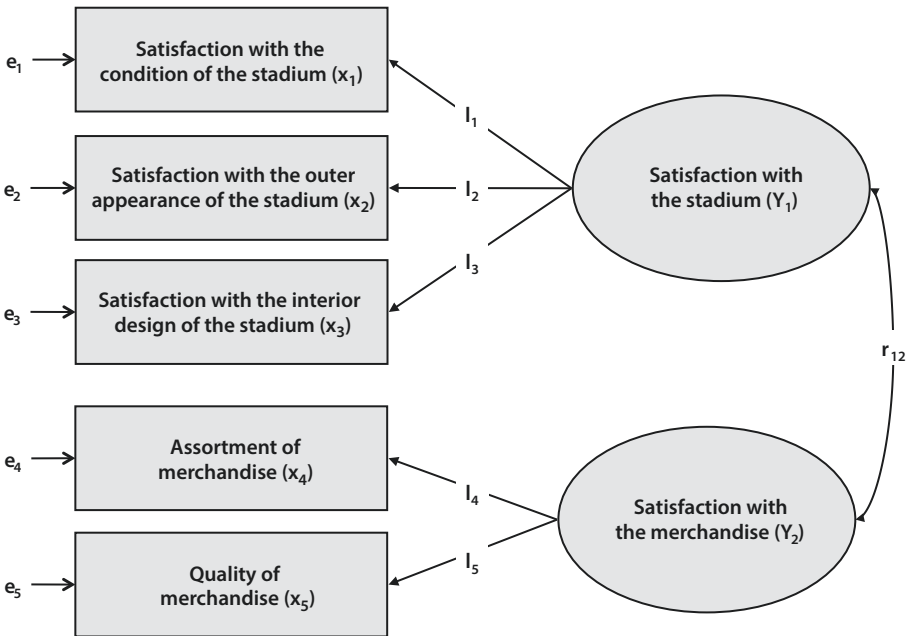 e₁
Satisfaction with the
condition of the stadium (x₁)
l₁
e₂
Satisfaction with the outer
appearance of the stadium (x₂)
l₂
Satisfaction with
the stadium (Y₁)
e₃
Satisfaction with the interior
design of the stadium (x₃)
l₃
r₁₂
e₄
Assortment of
merchandise (x₄)
l₄
Satisfaction with
the merchandise (Y₂)
e₅
Quality of
merchandise (x₅)
l₅